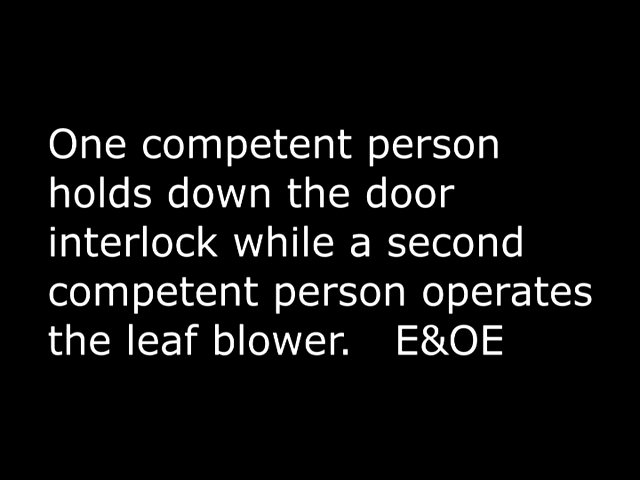 One competent person
holds down the door
interlock while a second
competent person operates
the leaf blower. E&OE